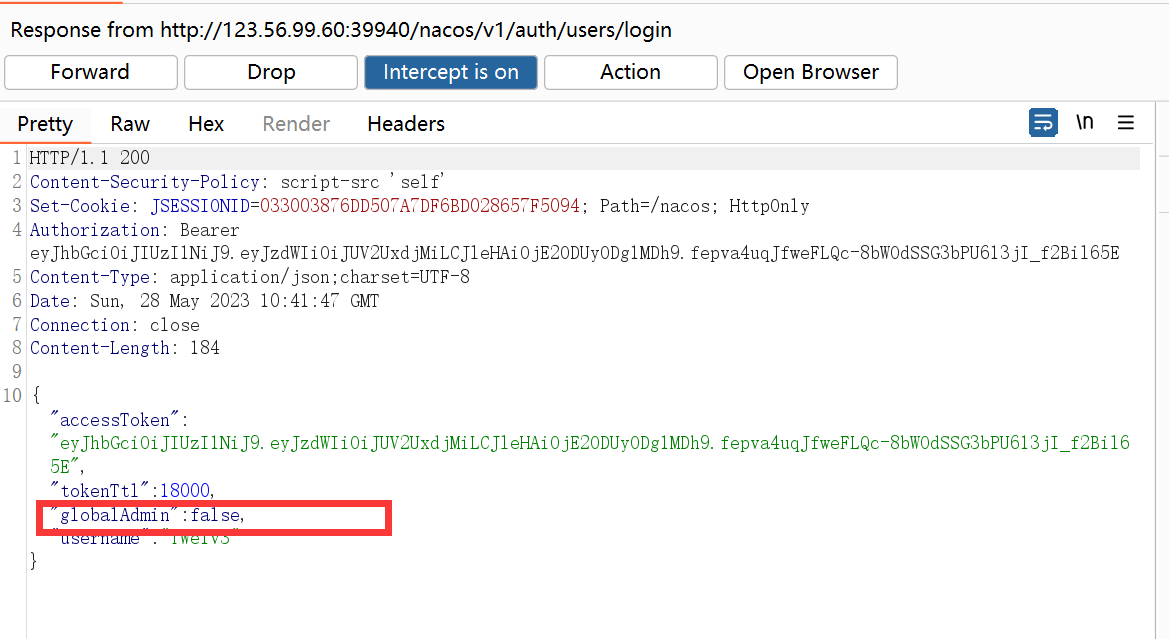 Response from http://123.56.99.60:39940/nacos/v1/auth/users/login
Forward Drop Intercept is on Action Open Browser
Pretty Raw Hex Render Headers \n ☰
1 HTTP/1.1 200
2 Content-Security-Policy: script-src 'self'
3 Set-Cookie: JSESSIONID=033003876DD507A7DF6BD028657F5094; Path=/nacos; HttpOnly
4 Authorization: Bearer
eyJhbGciOiJIUzI1NiJ9.eyJzdWIiOiJUV2UxdjMiLCJleHAiOjE2ODUyODg1MDh9.fepva4uqJfweFLQc-8bW0dSSG3bPU6l3jI_f2Bil65E
5 Content-Type: application/json;charset=UTF-8
6 Date: Sun, 28 May 2023 10:41:47 GMT
7 Connection: close
8 Content-Length: 184
9
10 {
"accessToken":
"eyJhbGciOiJIUzI1NiJ9.eyJzdWIiOiJUV2UxdjMiLCJleHAiOjE2ODUyODg1MDh9.fepva4uqJfweFLQc-8bW0dSSG3bPU6l3jI_f2Bil6
5E",
"tokenTtl":18000,
"globalAdmin":false,
"username":"TWe1v3"
}